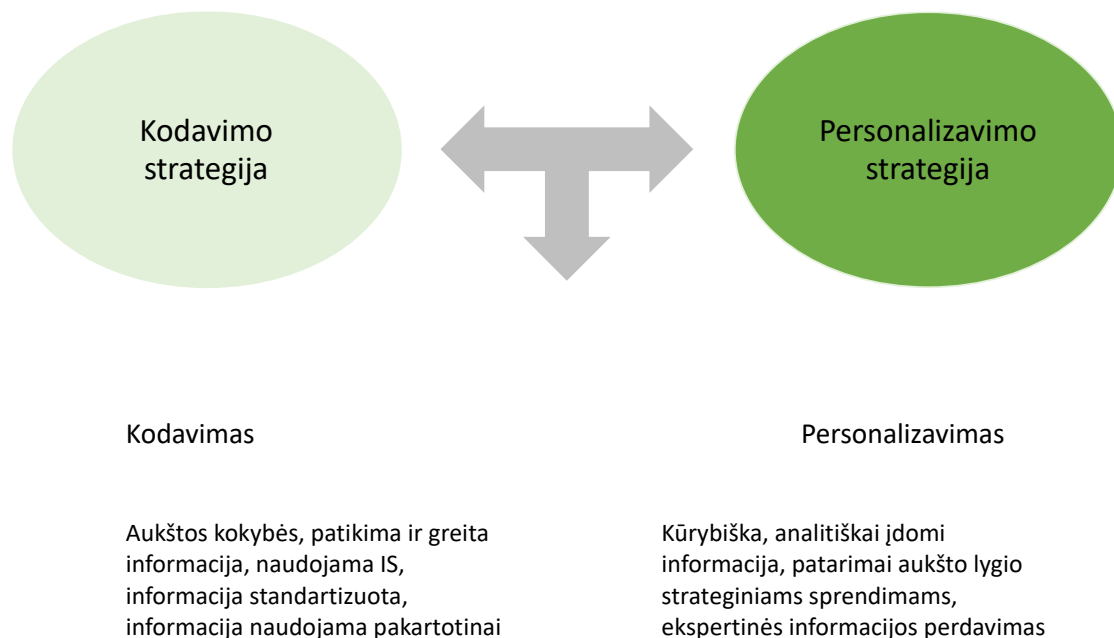 Kodavimo
strategija
Personalizavimo
strategija
Kodavimas
Personalizavimas
Aukštos kokybės, patikima ir greita
informacija, naudojama IS,
informacija standartizuota,
informacija naudojama pakartotinai
Kūrybiška, analitiškai įdomi
informacija, patarimai aukšto lygio
strateginiams sprendimams,
ekspertinės informacijos perdavimas